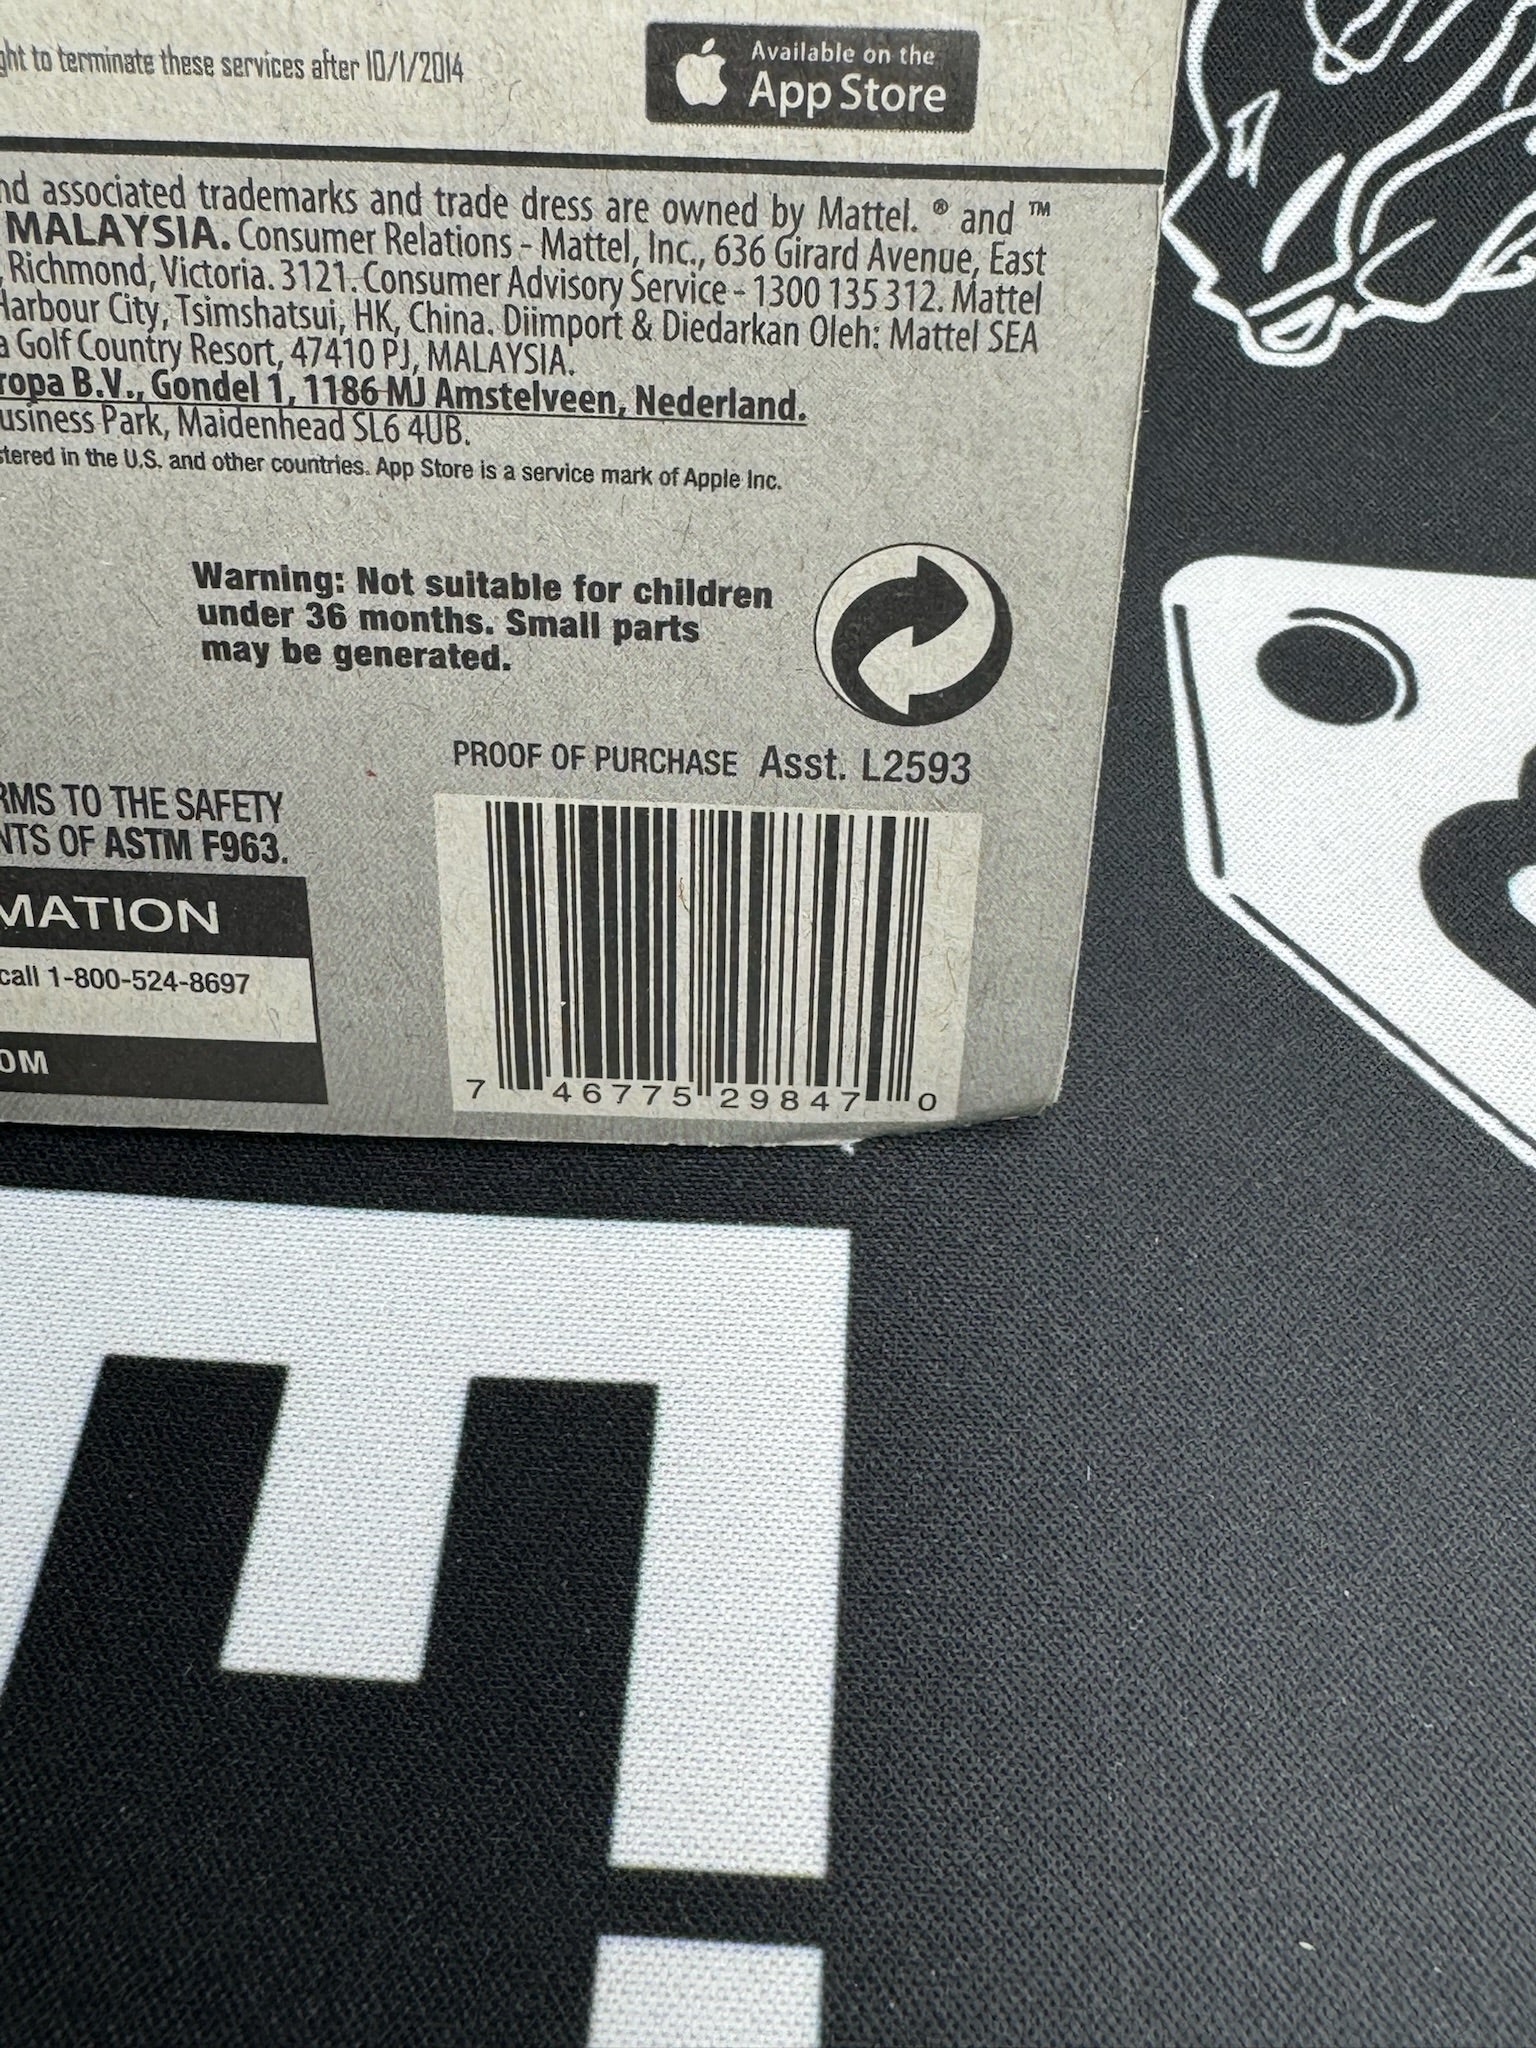 ght to terminate these services after 10/1/2014
Available on the
App Store
nd associated trademarks and trade dress are owned by Mattel. ® and ™
MALAYSIA. Consumer Relations - Mattel, Inc., 636 Girard Avenue, East
, Richmond, Victoria. 3121. Consumer Advisory Service - 1300 135 312. Mattel
Harbour City, Tsimshatsui, HK, China. Diimport & Diedarkan Oleh: Mattel SEA
a Golf Country Resort, 47410 PJ, MALAYSIA.
ropa B.V., Gondel 1, 1186 MJ Amstelveen, Nederland.
usiness Park, Maidenhead SL6 4UB.
stered in the U.S. and other countries. App Store is a service mark of Apple Inc.
Warning: Not suitable for children
under 36 months. Small parts
may be generated.
PROOF OF PURCHASE Asst. L2593
RMS TO THE SAFETY
NTS OF ASTM F963.
MATION
call 1-800-524-8697
OM
7 46775 29847 0